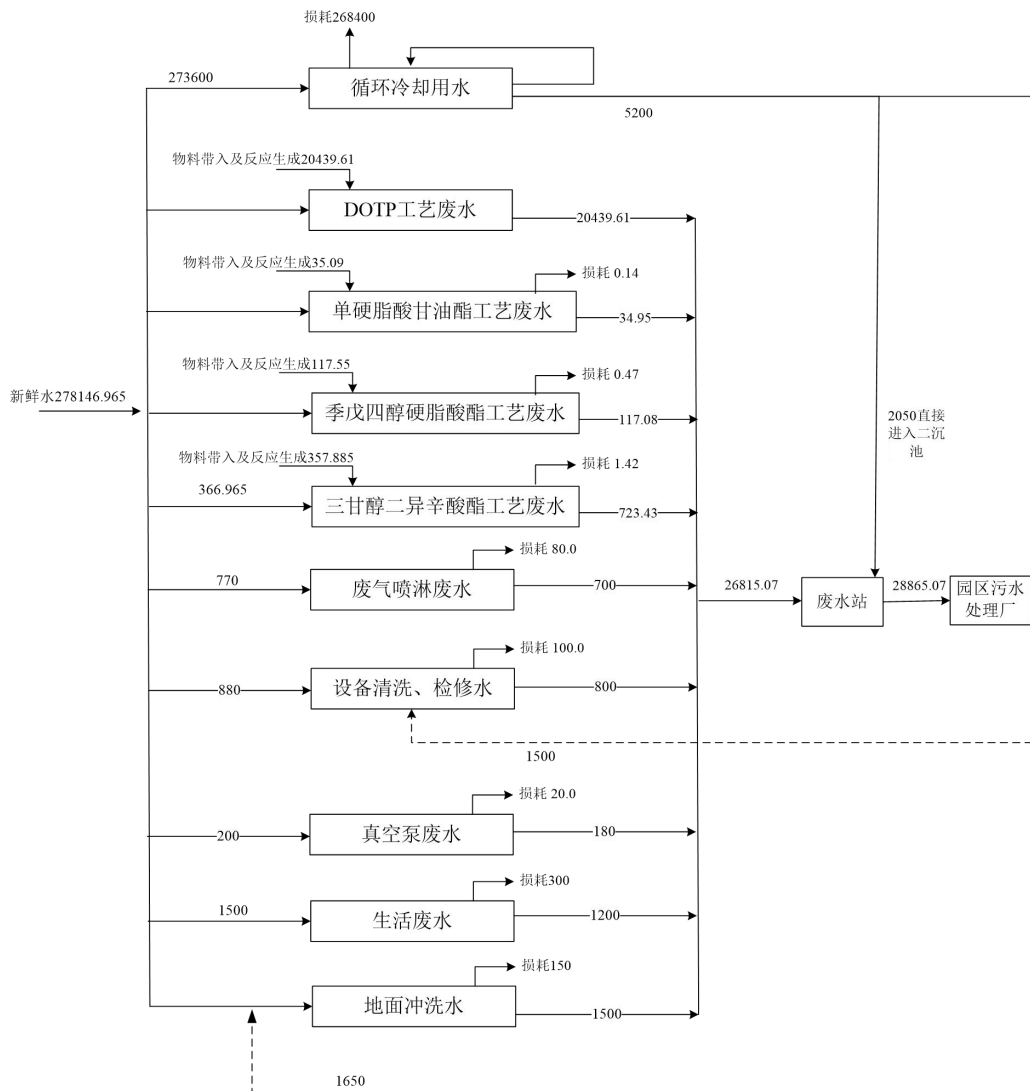 损耗268400
273600
循环冷却用水
5200
物料带入及反应生成20439.61
DOTP工艺废水
20439.61
物料带入及反应生成35.09
损耗 0.14
单硬脂酸甘油酯工艺废水
34.95
物料带入及反应生成117.55
损耗 0.47
新鲜水278146.965
季戊四醇硬脂酸酯工艺废水
117.08
2050直接
进入二沉
池
物料带入及反应生成357.885
损耗 1.42
366.965
三甘醇二异辛酸酯工艺废水
723.43
损耗 80.0
770
废气喷淋废水
700
26815.07
废水站
28865.07
园区污水
处理厂
损耗 100.0
880
设备清洗、检修水
800
1500
损耗 20.0
200
真空泵废水
180
损耗300
1500
生活废水
1200
损耗150
地面冲洗水
1500
1650